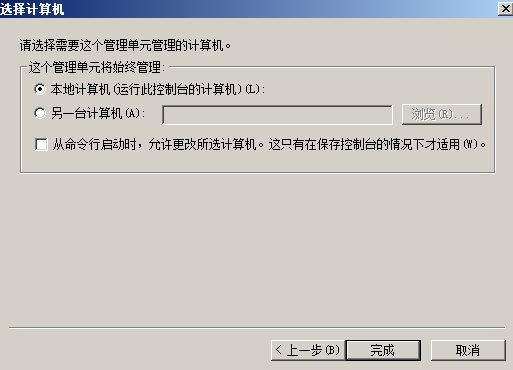 选择计算机
请选择需要这个管理单元管理的计算机。
这个管理单元将始终管理:
本地计算机(运行此控制台的计算机)(L):
另一台计算机(A):
浏览(R)...
从命令行启动时，允许更改所选计算机。这只有在保存控制台的情况下才适用(W)。
< 上一步(B)
完成
取消